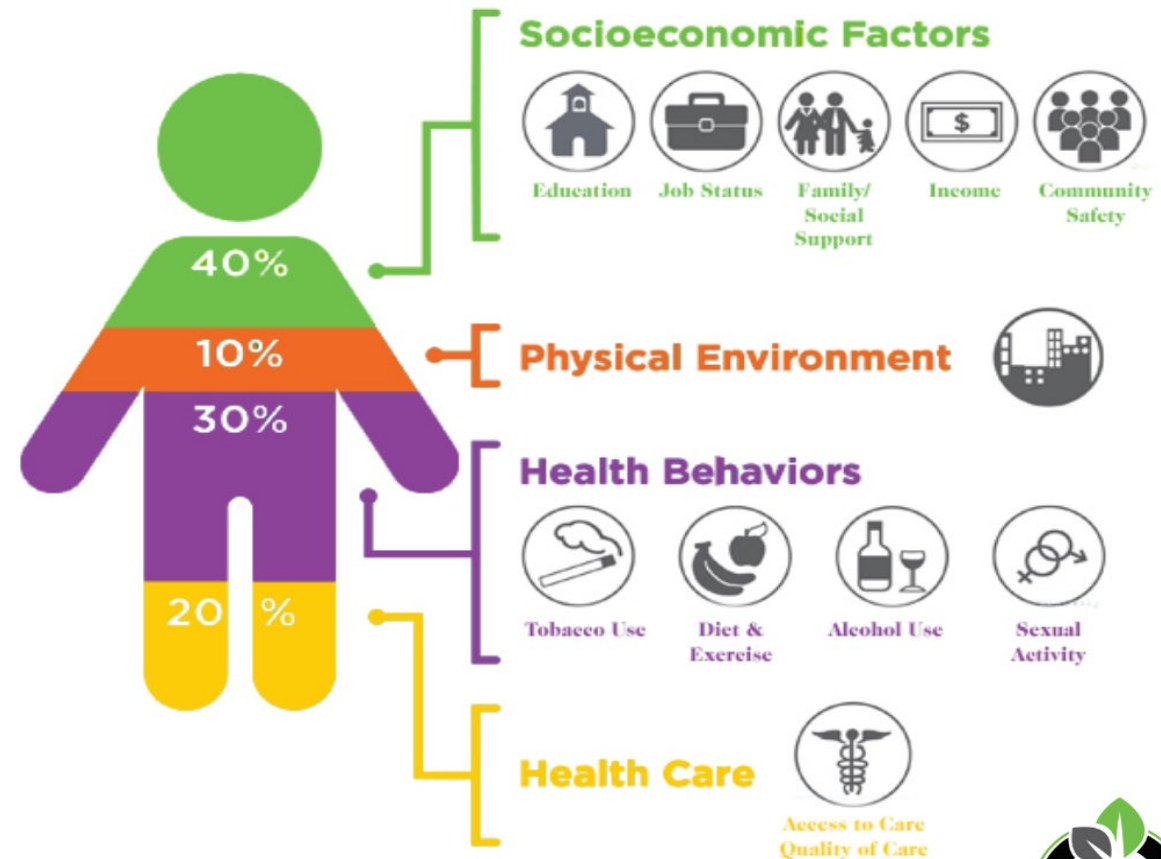 Socioeconomic Factors
$
Education
Job Status
Family/
Social
Support
Income
Community
Safety
40%
10%
Physical Environment
30%
Health Behaviors
Tobacco Use
Diet &
Exercise
Alcohol Use
Sexual
Activity
20 %
Health Care
Access to Care
Quality of Care